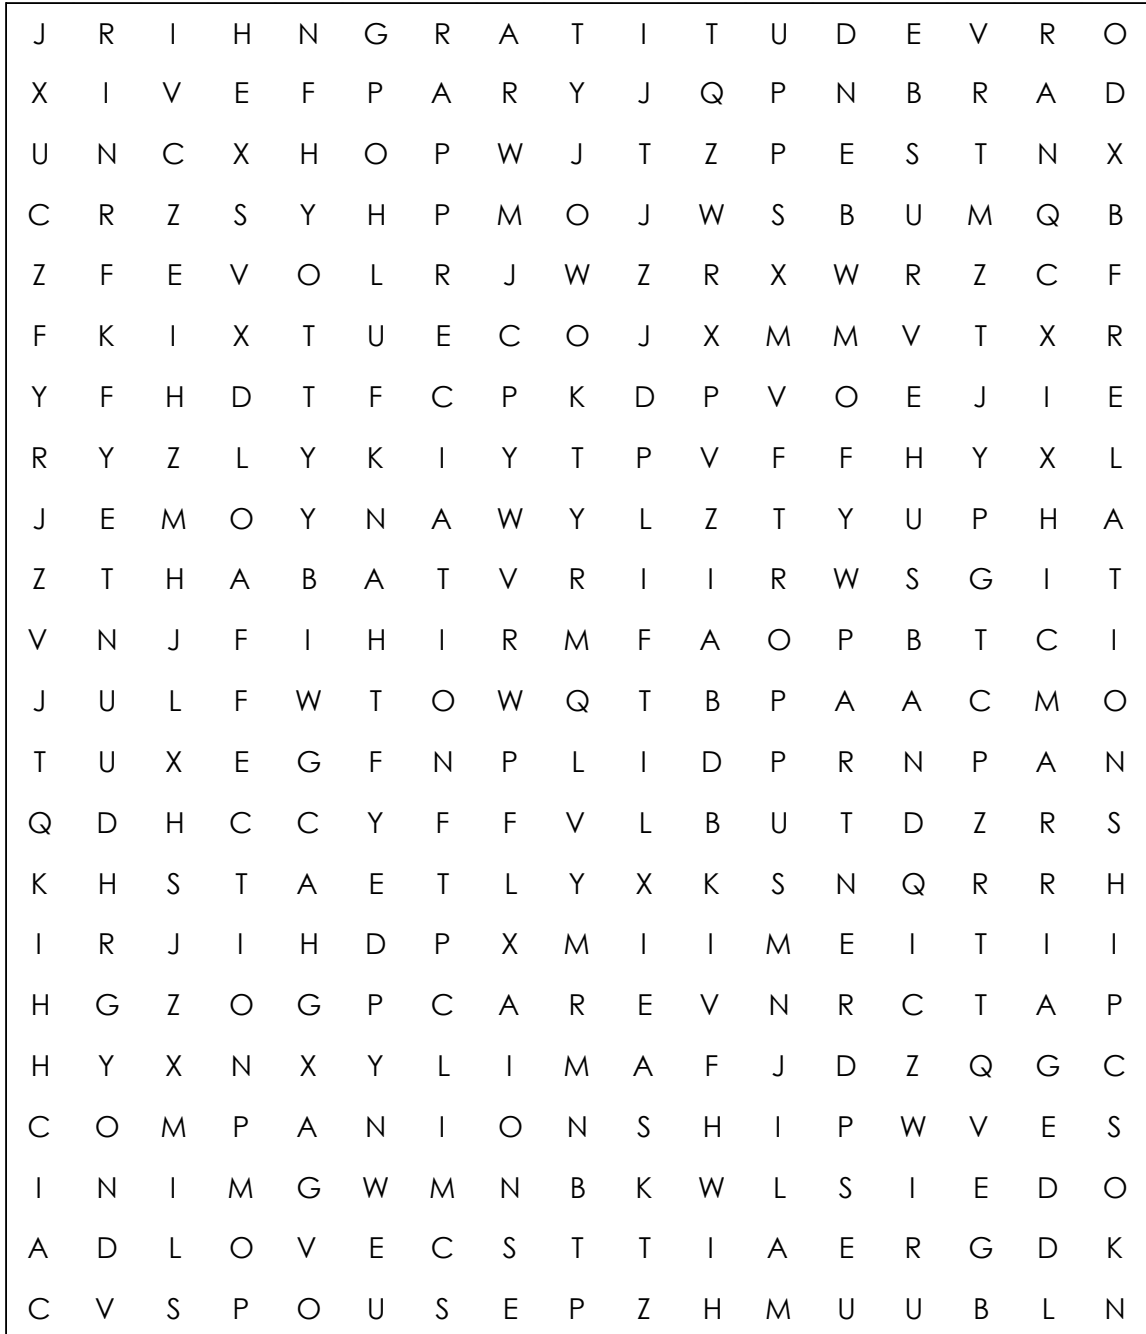 J R I H N G R A T I T U D E V R O
X I V E F P A R Y J Q P N B R A D
U N C X H O P W J T Z P E S T N X
C R Z S Y H P M O J W S B U M Q B
Z F E V O L R J W Z R X W R Z C F
F K I X T U E C O J X M M V T X R
Y F H D T F C P K D P V O E J I E
R Y Z L Y K I Y T P V F F H Y X L
J E M O Y N A W Y L Z T Y U P H A
Z T H A B A T V R I I R W S G I T
V N J F I H I R M F A O P B T C I
J U L F W T O W Q T B P A A C M O
T U X E G F N P L I D P R N P A N
Q D H C C Y F F V L B U T D Z R S
K H S T A E T L Y X K S N Q R R H
I R J I H D P X M I I M E I T I I
H G Z O G P C A R E V N R C T A P
H Y X N X Y L I M A F J D Z Q G C
C O M P A N I O N S H I P W V E S
I N I M G W M N B K W L S I E D O
A D L O V E C S T T I A E R G D K
C V S P O U S E P Z H M U U B L N